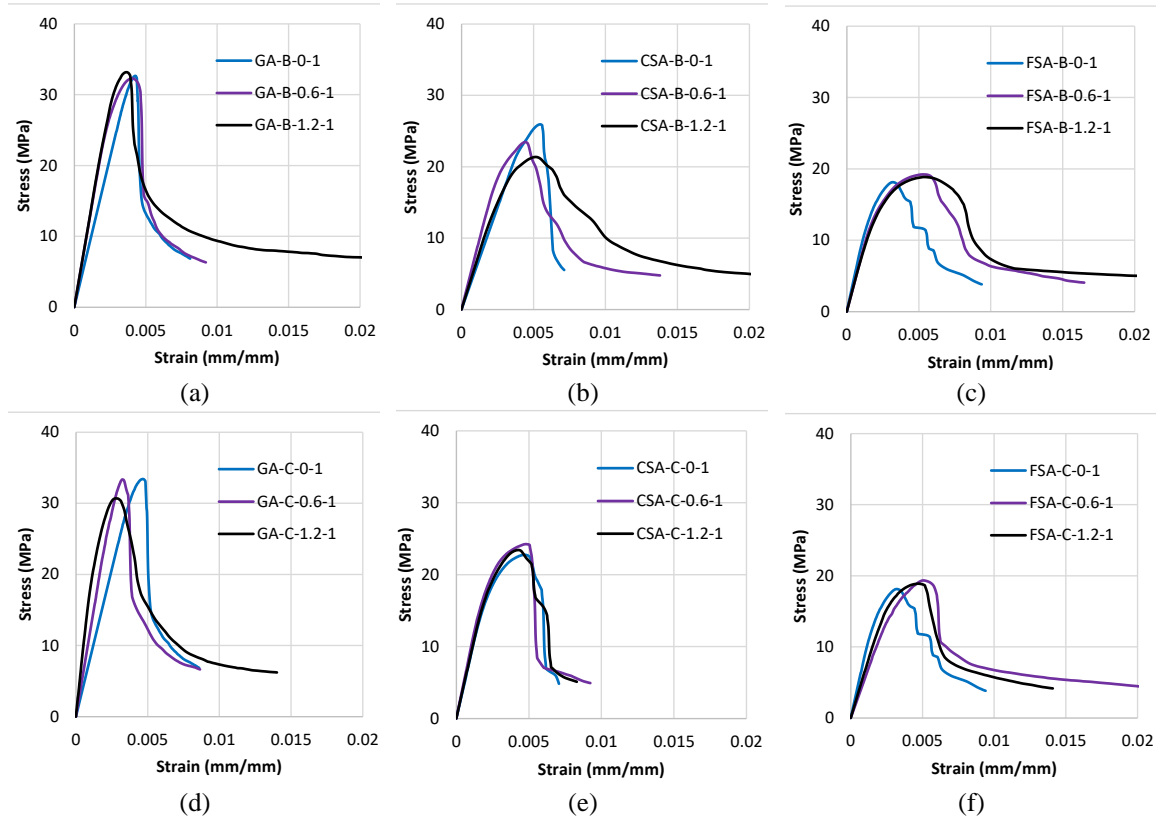 40
30
20
10
0
Stress (MPa)
GA-B-0-1
GA-B-0.6-1
GA-B-1.2-1
0 0.005 0.01 0.015 0.02
Strain (mm/mm)
(a)
40
30
20
10
0
Stress (MPa)
CSA-B-0-1
CSA-B-0.6-1
CSA-B-1.2-1
0 0.005 0.01 0.015 0.02
Strain (mm/mm)
(b)
40
30
20
10
0
Stress (MPa)
FSA-B-0-1
FSA-B-0.6-1
FSA-B-1.2-1
0 0.005 0.01 0.015 0.02
Strain (mm/mm)
(c)
40
30
20
10
0
Stress (MPa)
GA-C-0-1
GA-C-0.6-1
GA-C-1.2-1
0 0.005 0.01 0.015 0.02
Strain (mm/mm)
(d)
40
30
20
10
0
Stress (MPa)
CSA-C-0-1
CSA-C-0.6-1
CSA-C-1.2-1
0 0.005 0.01 0.015 0.02
Strain (mm/mm)
(e)
40
30
20
10
0
Stress (MPa)
FSA-C-0-1
FSA-C-0.6-1
FSA-C-1.2-1
0 0.005 0.01 0.015 0.02
Strain (mm/mm)
(f)